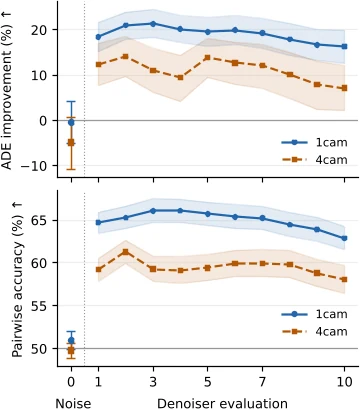 ADE improvement (%) ↑
20
10
0
−10
1cam
4cam
Pairwise accuracy (%) ↑
65
60
55
50
1cam
4cam
0 1 3 5 7 10
Noise Denoiser evaluation